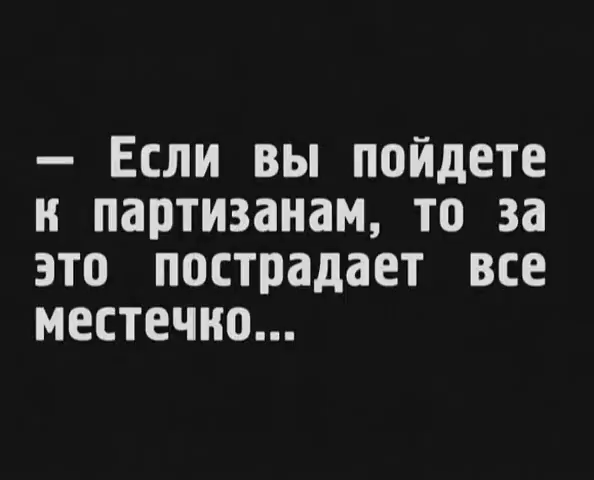 — Если вы пойдете
к партизанам, то за
это пострадает все
местечко...